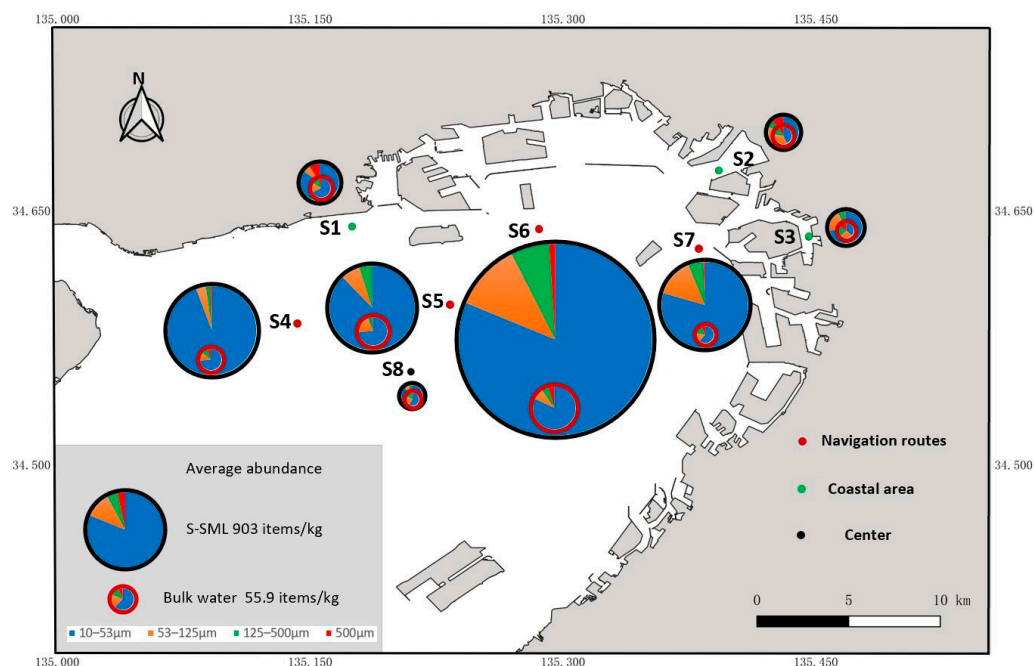 135.000
135.150
135.300
135.450
N
S2
34.650
34.650
S1
S6
S7
S3
S4
S5
S8
Navigation routes
34.500
34.500
Average abundance
Coastal area
S-SML 903 items/kg
Center
Bulk water 55.9 items/kg
0
5
10 km
10–53μm
53–125μm
125–500μm
500μm
135.000
135.150
135.300
135.450